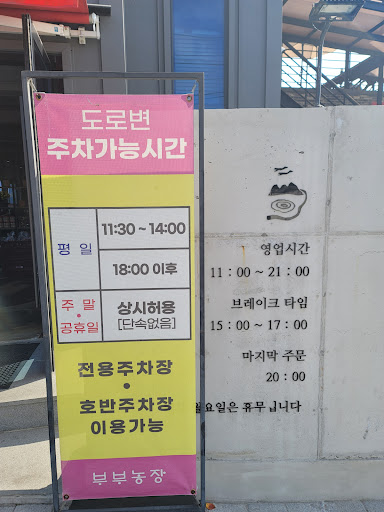 도로변
주차가능시간
평 일
11:30 ~ 14:00
18:00 이후
주 말
•
공휴일
상시허용
[단속없음]
전용주차장
•
호반주차장
이용가능
부부농장
영업시간
11 : 00 ~ 21 : 00
브레이크 타임
15 : 00 ~ 17 : 00
마지막 주문
20 : 00
월요일은 휴무 입니다